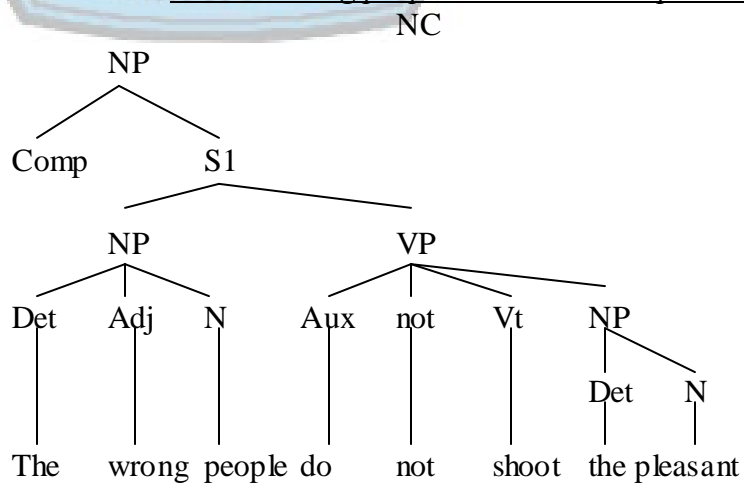 NC
NP
Comp S1
NP VP
Det Adj N Aux not Vt NP
Det N
The wrong people do not shoot the pleasant